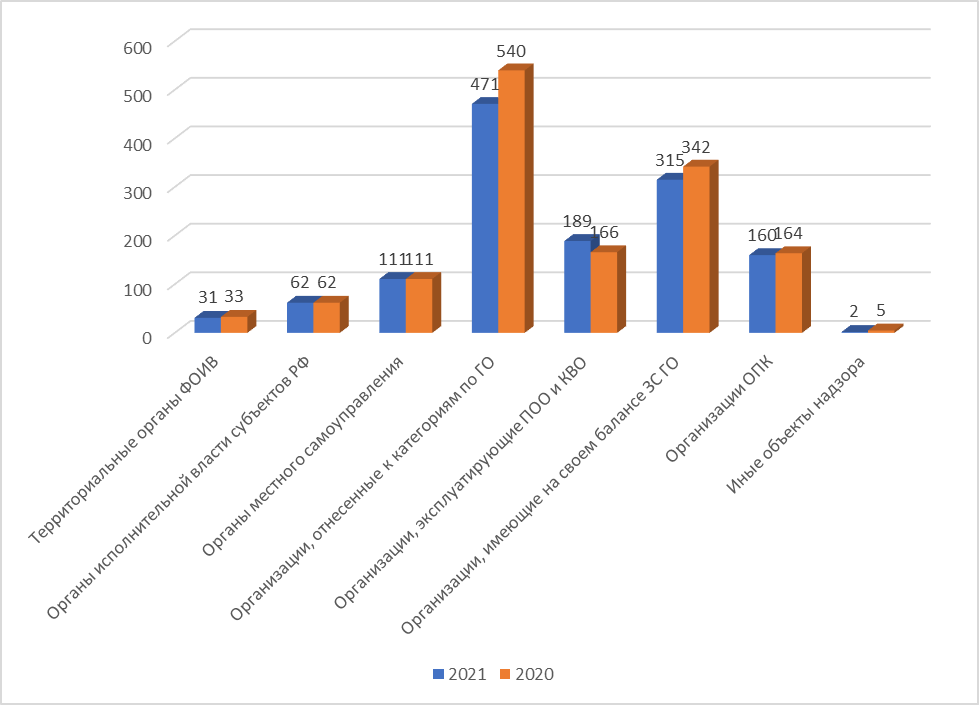 600
500
400
300
200
100
0
31 33
62 62
111 111
471 540
189 166
315 342
160 164
2 5
Территориальные органы ФОИВ
Органы исполнительной власти субъектов РФ
Органы местного самоуправления
Организации, отнесенные к категориям по ГО
Организации, эксплуатирующие ПОО и КВО
Организации, имеющие на своем балансе ЗС ГО
Организации ОПК
Иные объекты надзора
2021 2020